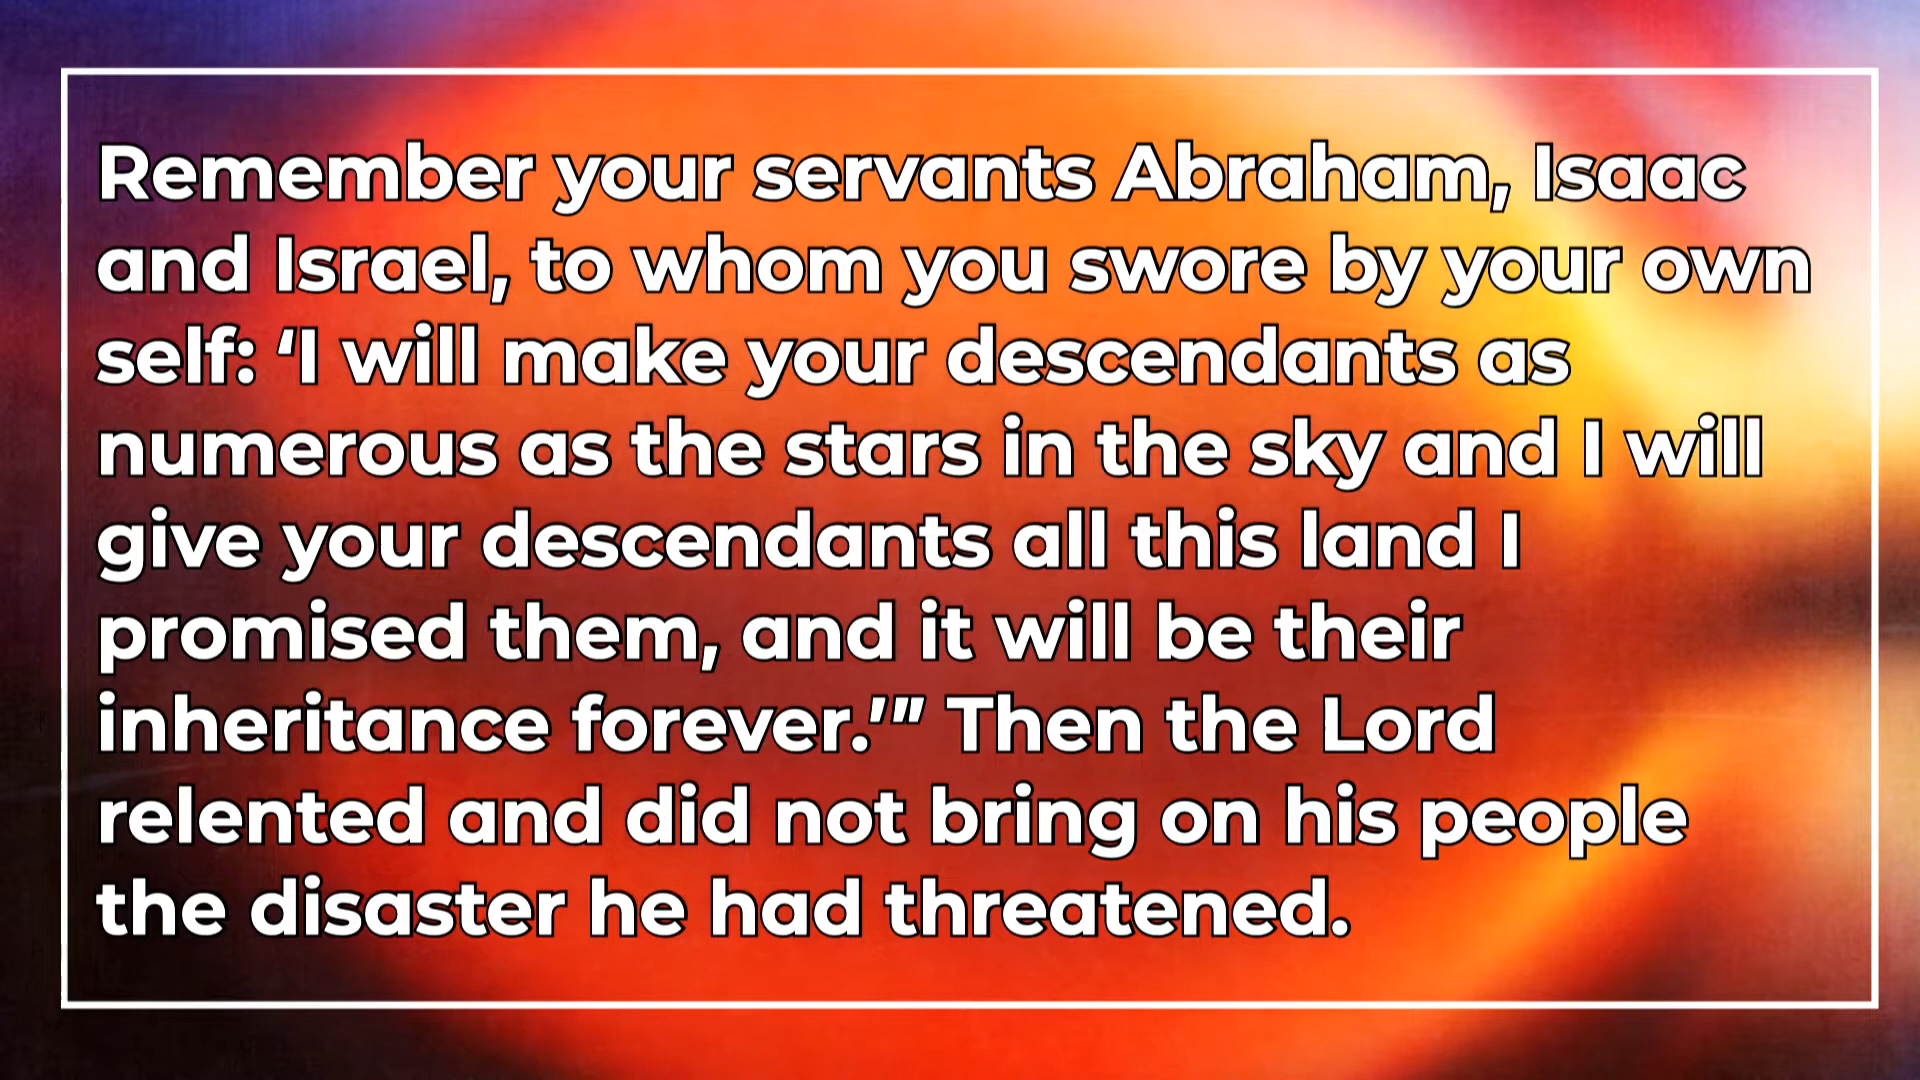 Remember your servants Abraham, Isaac
and Israel, to whom you swore by your own
self: ‘I will make your descendants as
numerous as the stars in the sky and I will
give your descendants all this land I
promised them, and it will be their
inheritance forever.’” Then the Lord
relented and did not bring on his people
the disaster he had threatened.